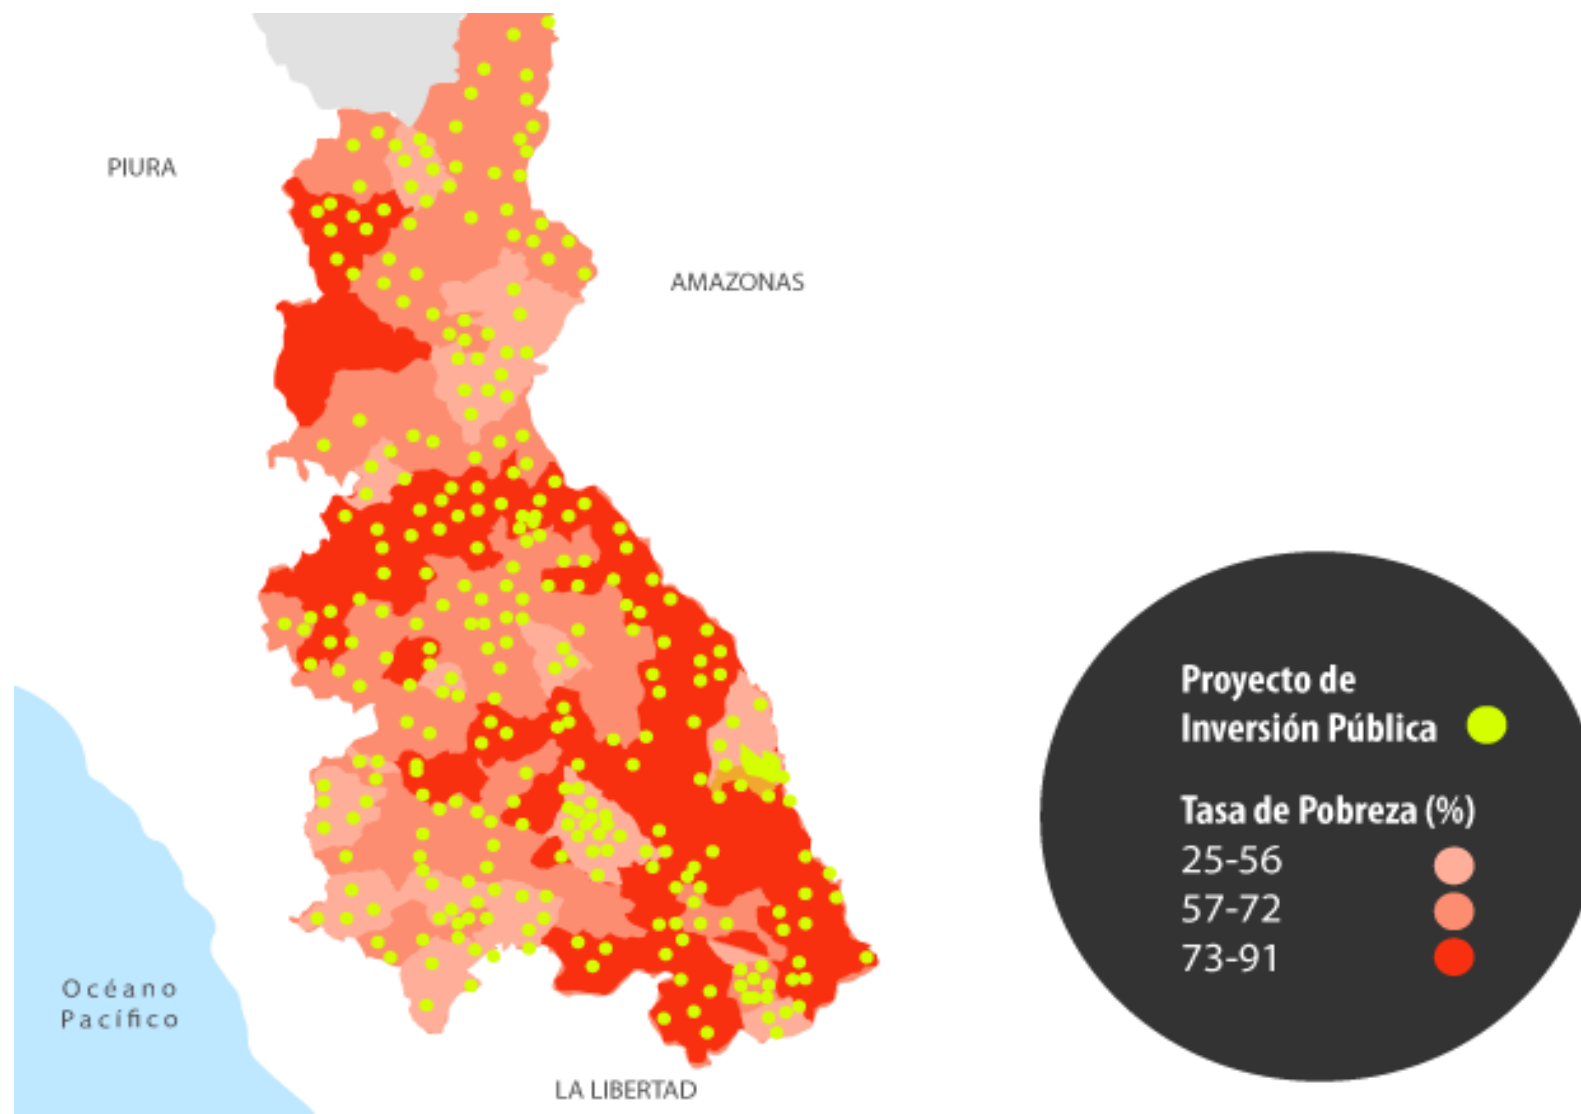 PIURA
AMAZONAS
Océano
Pacífico
LA LIBERTAD
Proyecto de
Inversión Pública
Tasa de Pobreza (%)
25-56
57-72
73-91